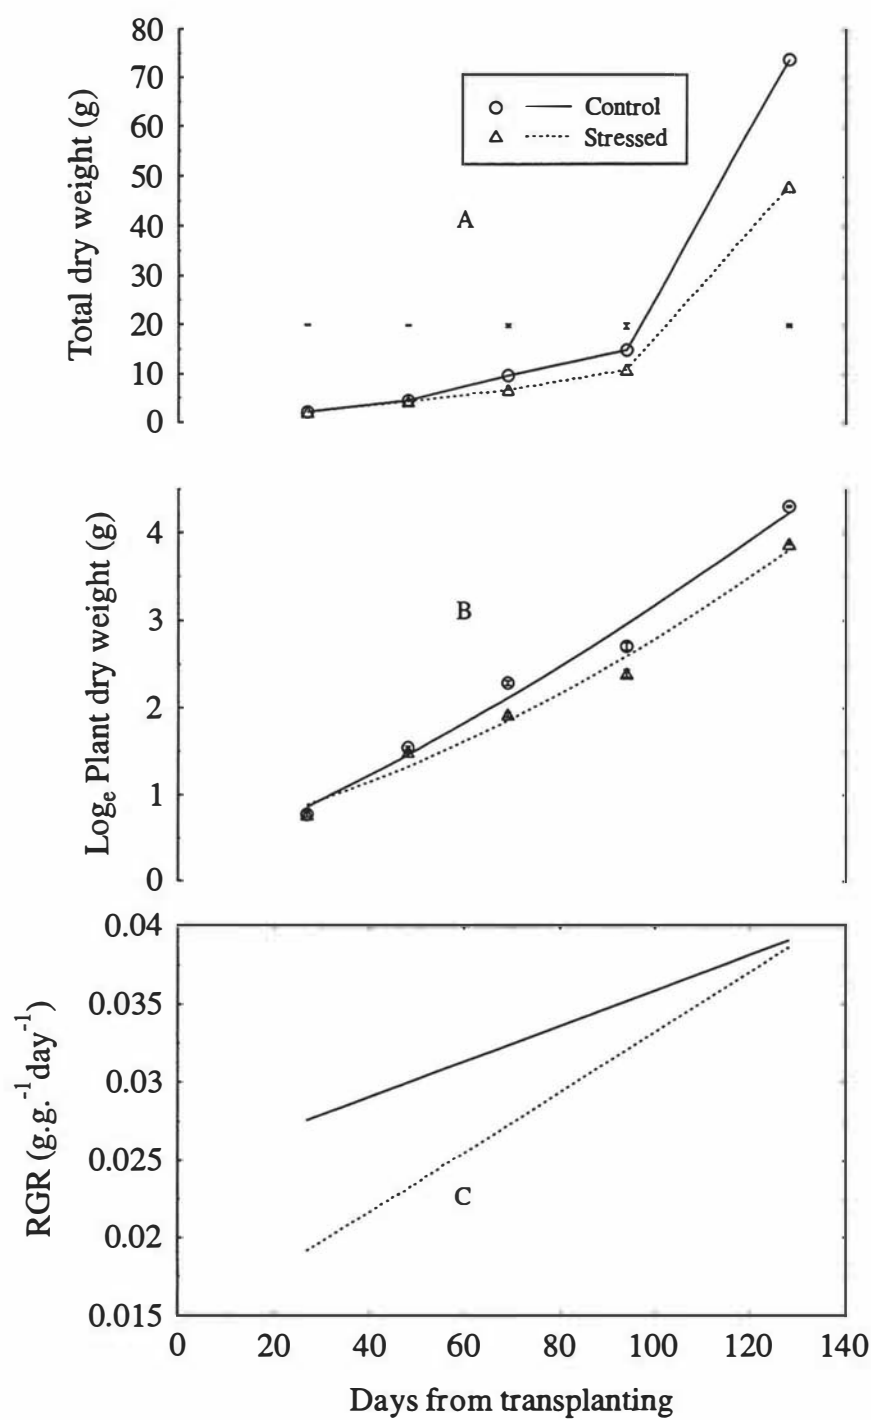 80
70
60
50
40
30
20
10
0
Total dry weight (g)
Control
Stressed
A
4
3
2
1
0
Logₑ Plant dry weight (g)
B
0.04
0.035
0.03
0.025
0.02
0.015
RGR (g.g.⁻¹day⁻¹)
C
0 20 40 60 80 100 120 140
Days from transplanting